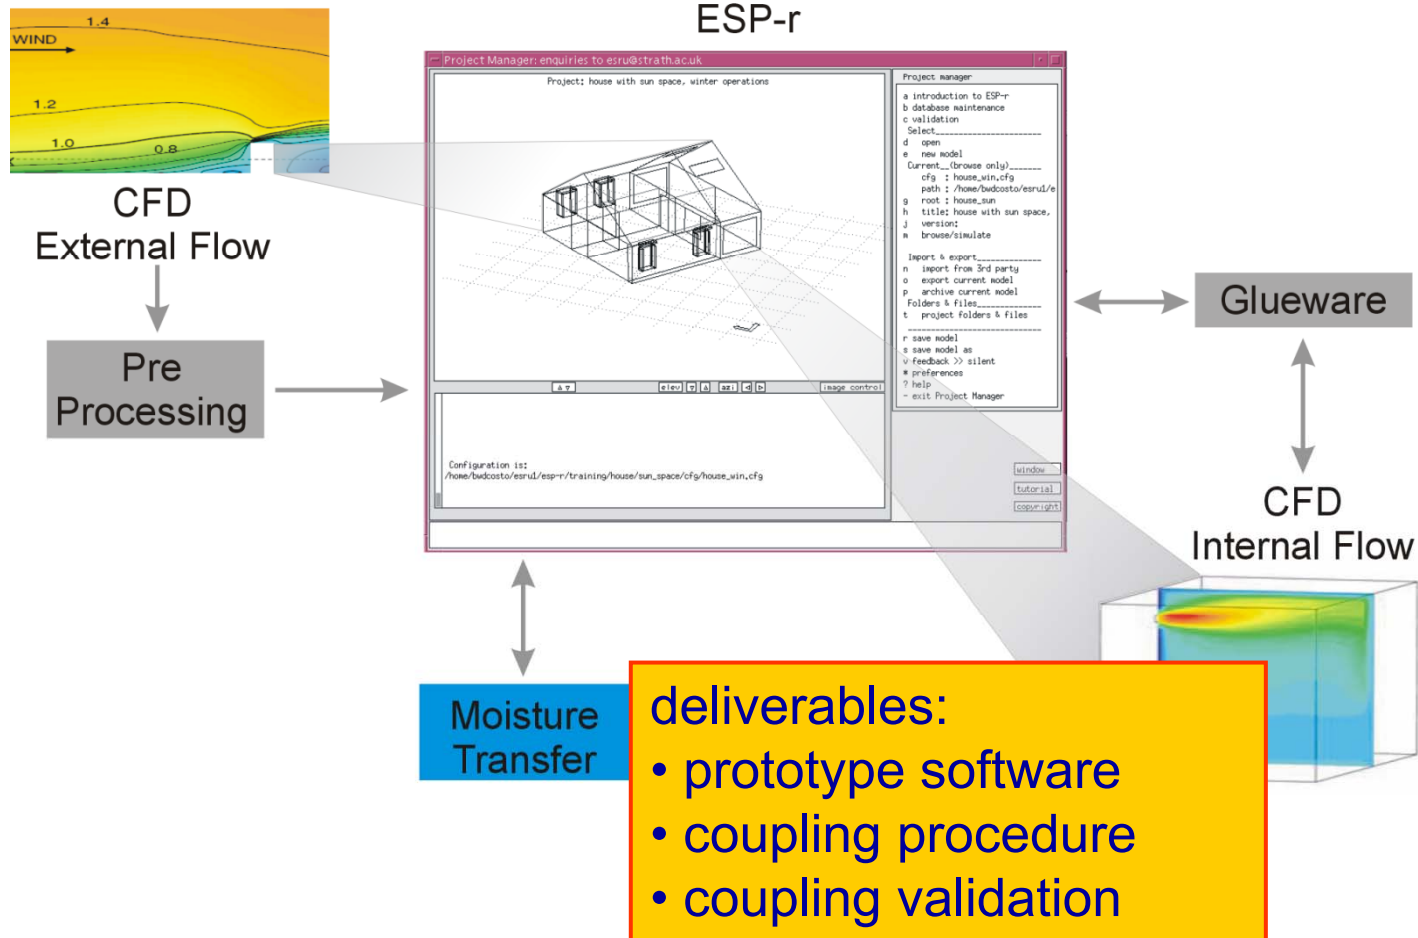 ESP-r
1.4
WIND
1.2
1.0
0.8
CFD
External Flow
Pre
Processing
Project Manager: enquiries to esru@strath.ac.uk
Project: house with sun space, winter operations
elev
azi
image control
Configuration is:
/home/bwdcosto/esru1/esp-r/training/house/sun_space/cfg/house_win.cfg
Project manager
a introduction to ESP-r
b database maintenance
c validation
Select
d open
e new model
Current__(browse only)
cfg : house_win.cfg
path : /home/bwdcosto/esru1/e
g root : house_sun
h title: house with sun space,
j version:
m browse/simulate
Import & export
n import from 3rd party
o export current model
p archive current model
Folders & files
t project folders & files
r save model
s save model as
v feedback >> silent
* preferences
? help
- exit Project Manager
window
tutorial
copyright
Glueware
CFD
Internal Flow
Moisture
Transfer
deliverables:
• prototype software
• coupling procedure
• coupling validation